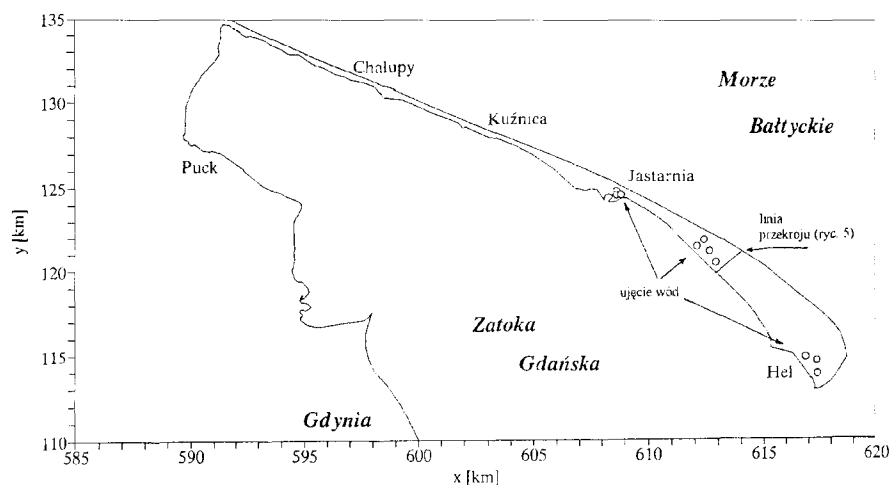 135
130
125
120
115
110
y [km]
Chałupy
Morze
Bałtyckie
Kuźnica
Puck
Jastarnia
linia
przekroju (ryc. 5)
ujęcie wód
Zatoka
Gdańska
Hel
Gdynia
585
590
595
600
605
610
615
620
x [km]